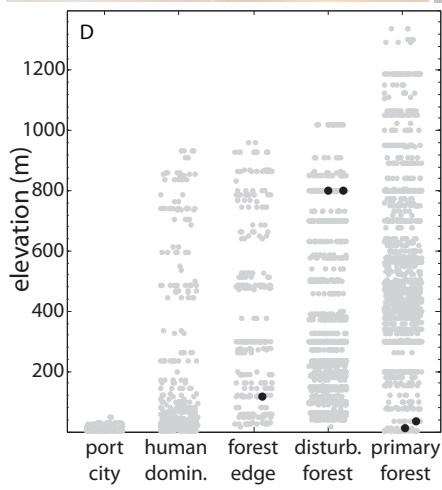 D
1200
1000
800
600
400
200
elevation (m)
port city
human domin.
forest edge
disturb. forest
primary forest